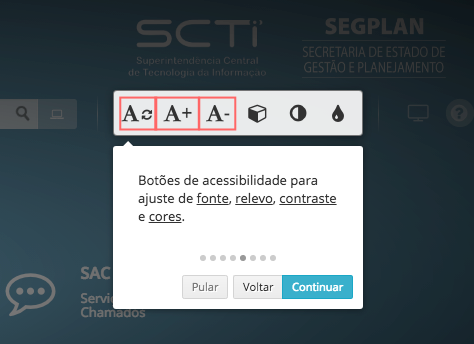 SCTi
Superintendência Central
de Tecnologia da Informação
SEGPLAN
SECRETARIA DE ESTADO DE
GESTÃO E PLANEJAMENTO
A A+ A-
?
Botões de acessibilidade para
ajuste de fonte, relevo, contraste
e cores.
SAC
Servi
Chamados
Pular Voltar Continuar